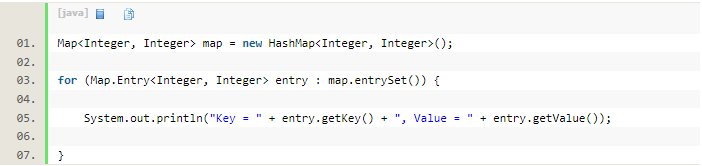 [java]
01. Map<Integer, Integer> map = new HashMap<Integer, Integer>();
02.
03. for (Map.Entry<Integer, Integer> entry : map.entrySet()) {
04.
05.     System.out.println("Key = " + entry.getKey() + ", Value = " + entry.getValue());
06.
07. }